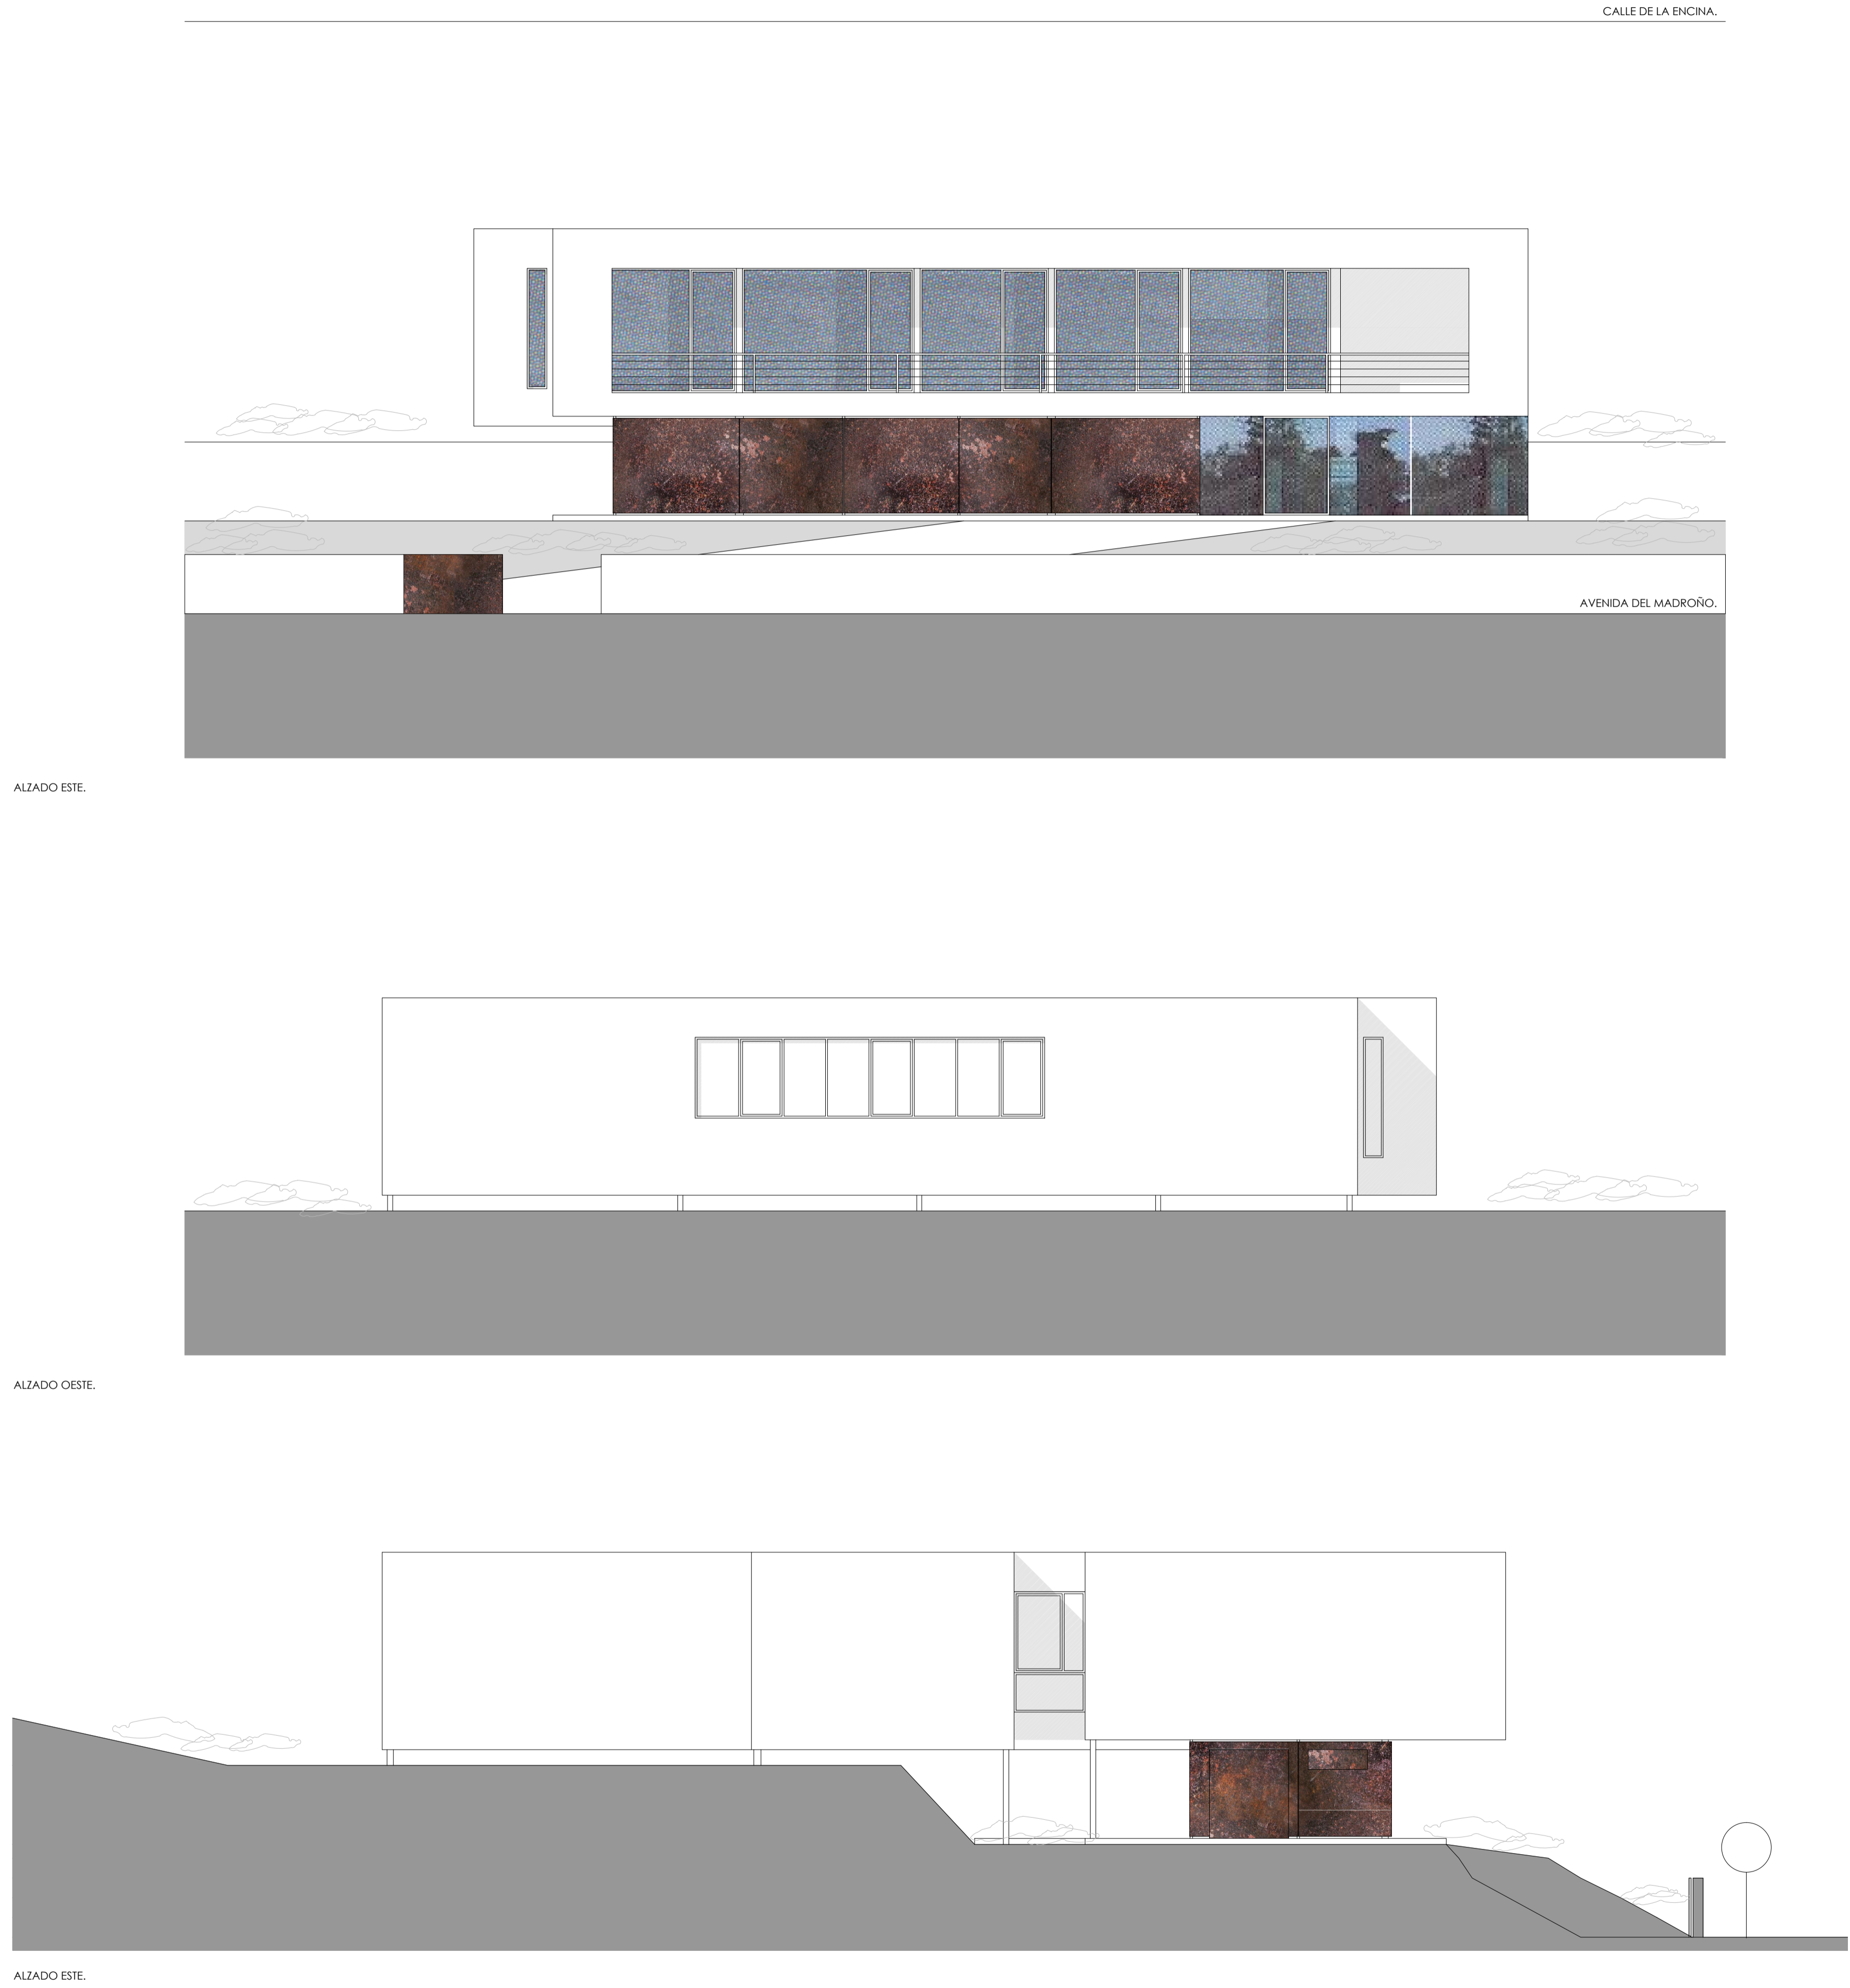 CALLE DE LA ENCINA.
AVENIDA DEL MADROÑO.
ALZADO ESTE.
ALZADO OESTE.
ALZADO ESTE.